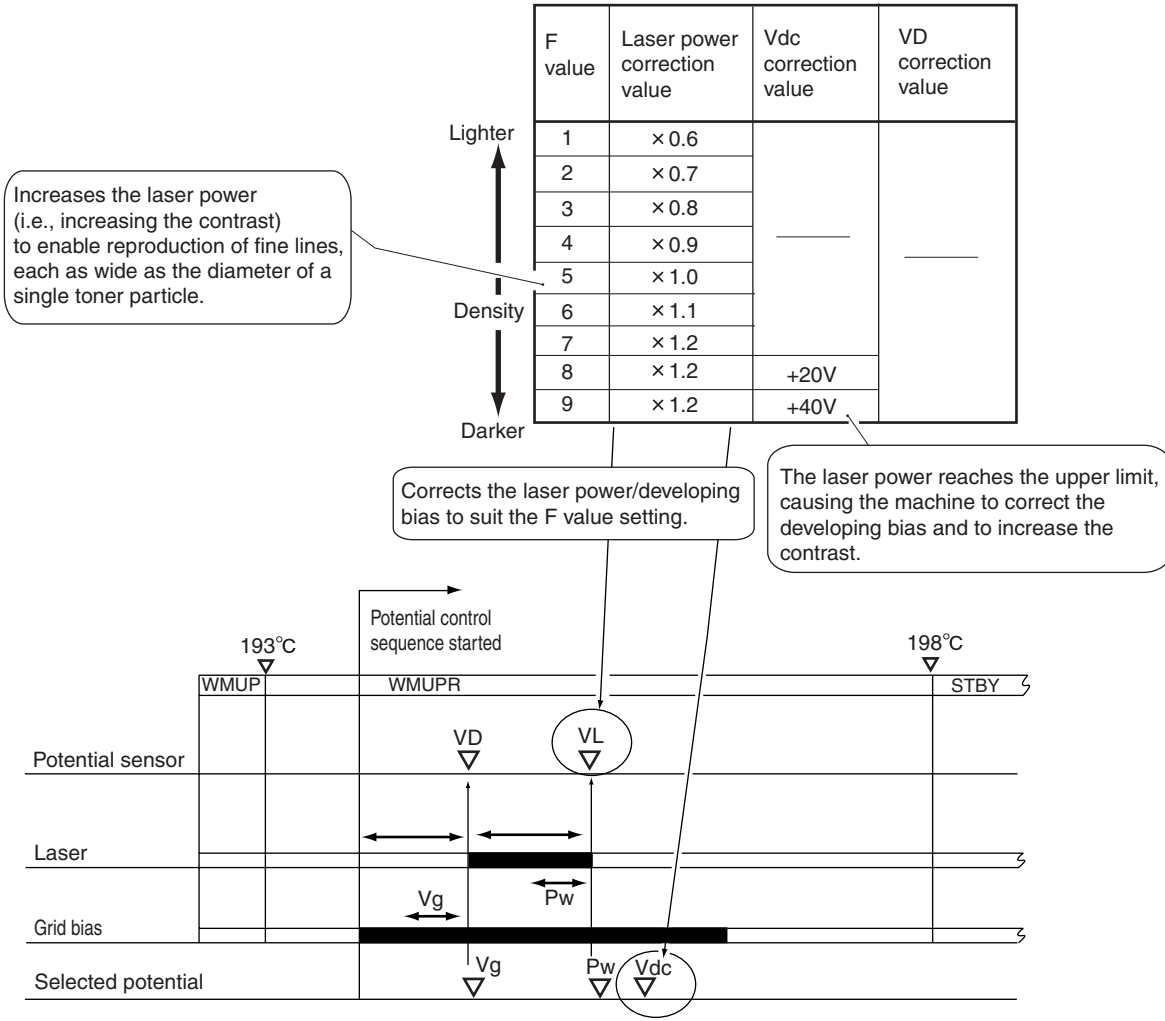 F value
Laser power correction value
Vdc correction value
VD correction value
Lighter
1 × 0.6
2 × 0.7
3 × 0.8
4 × 0.9
5 × 1.0
6 × 1.1
7 × 1.2
8 × 1.2 +20V
9 × 1.2 +40V
Density
Darker
Increases the laser power
(i.e., increasing the contrast)
to enable reproduction of fine lines,
each as wide as the diameter of a
single toner particle.
Corrects the laser power/developing
bias to suit the F value setting.
The laser power reaches the upper limit,
causing the machine to correct the
developing bias and to increase the
contrast.
Potential control
sequence started
193°C
198°C
WMUP WMUPR STBY
VD VL
Potential sensor
Laser
Vg Pw
Grid bias
Vg Pw Vdc
Selected potential